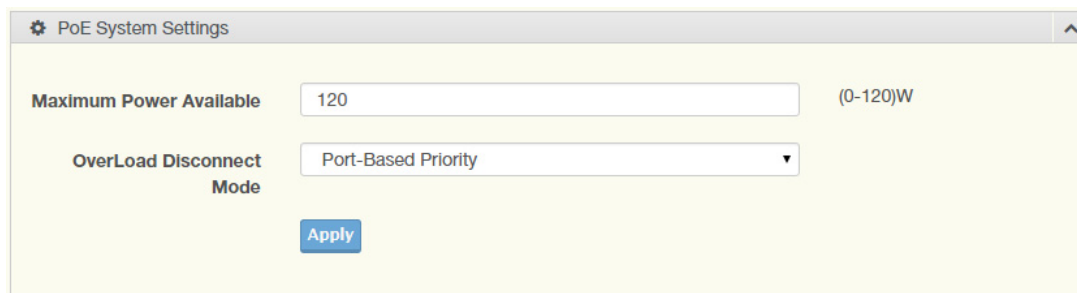 PoE System Settings
Maximum Power Available
120
(0-120)W
OverLoad Disconnect
Mode
Port-Based Priority
Apply